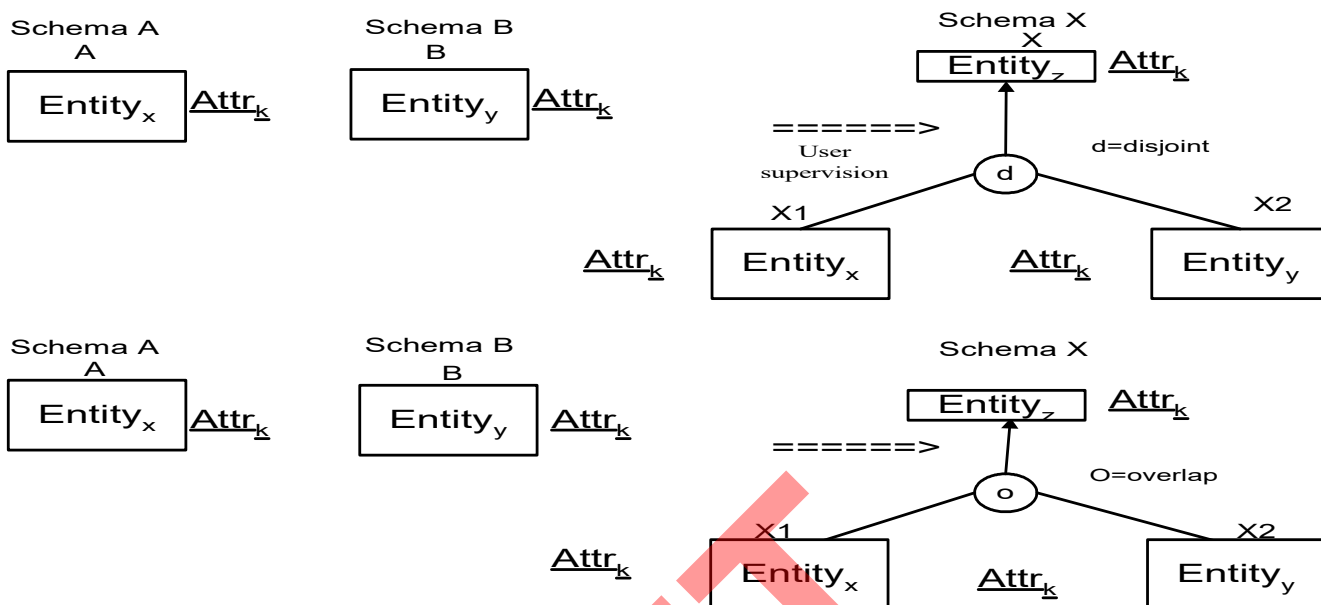 Schema A
A
Entityx Attrk
Schema B
B
Entityy Attrk
======>
User
supervision
Schema X
X
Entityz Attrk
d=disjoint
d
X1
X2
Attrk Entityx
Attrk Entityy
Schema A
A
Entityx Attrk
Schema B
B
Entityy Attrk
======>
Schema X
Entityz Attrk
O=overlap
o
X1
X2
Attrk Entityx
Attrk Entityy